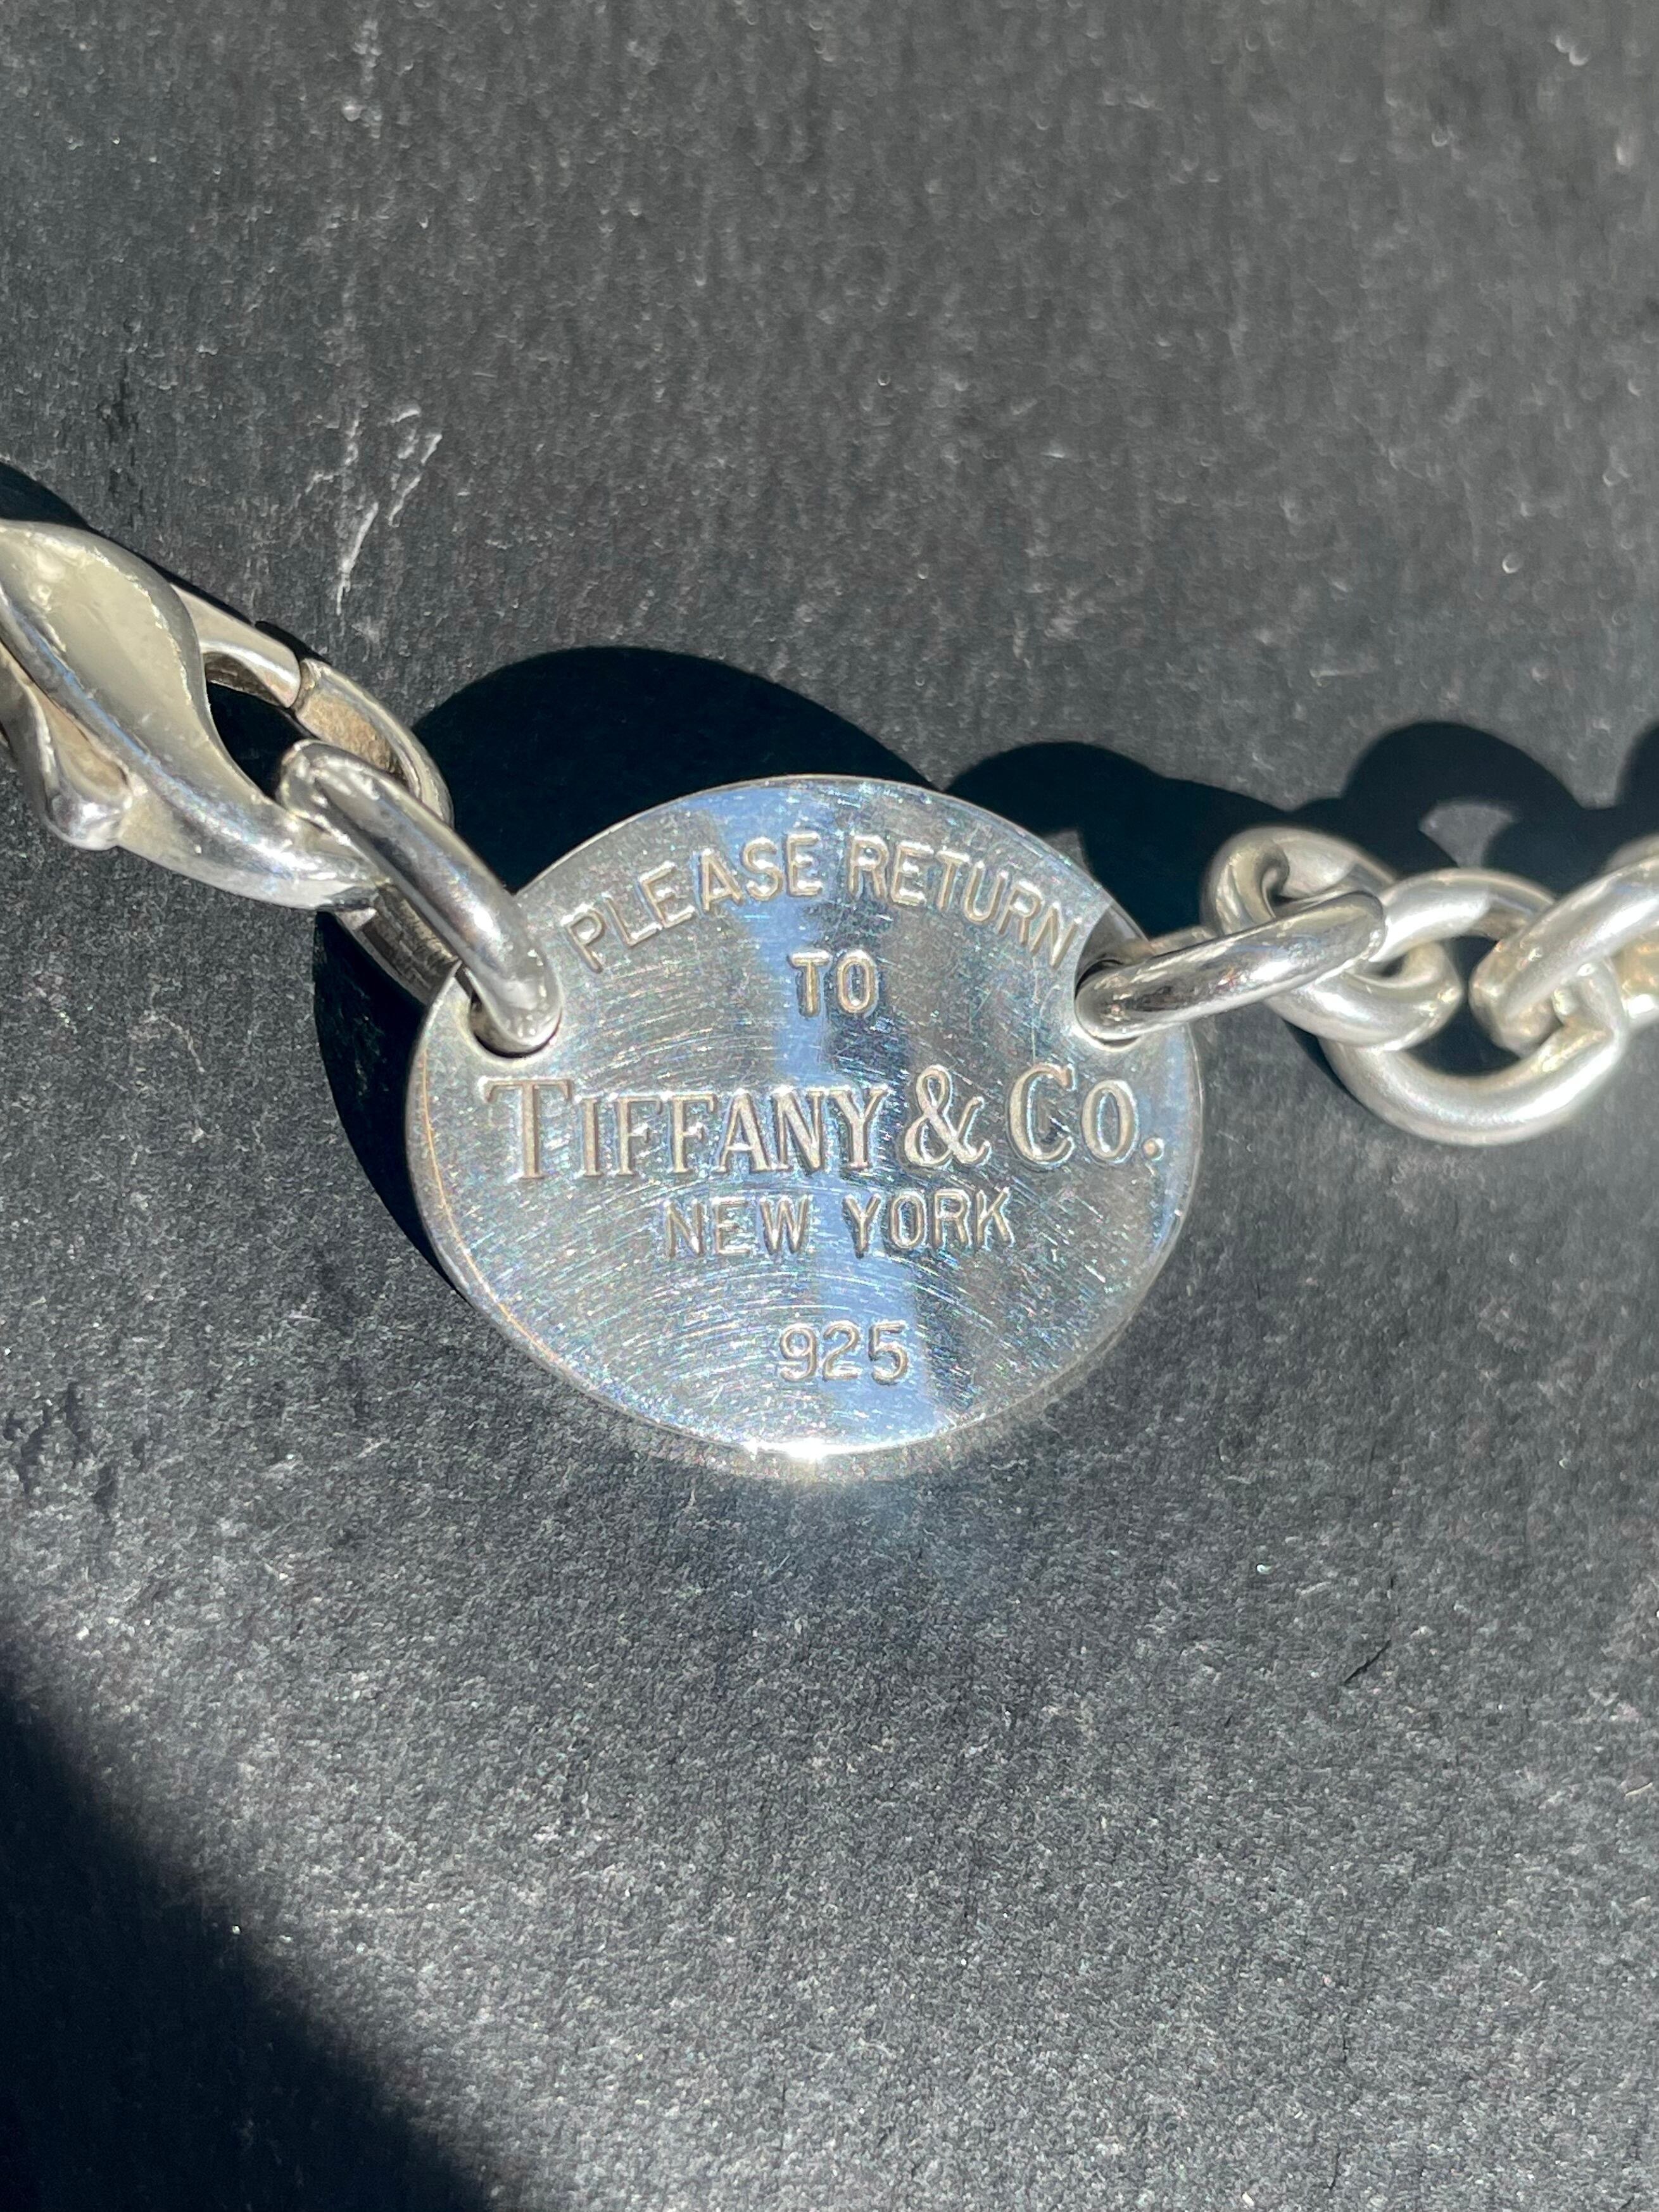 PLEASE RETURN
TO
TIFFANY & CO.
NEW YORK
925